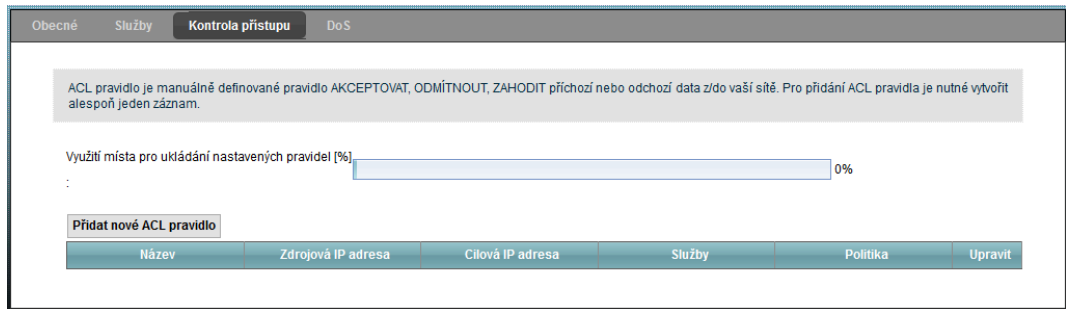 Obecné Služby Kontrola přístupu DoS
ACL pravidlo je manuálně definované pravidlo AKCEPTOVAT, ODMÍTNOUT, ZAHODIT příchozí nebo odchozí data z/do vaší sítě. Pro přidání ACL pravidla je nutné vytvořit
alespoň jeden záznam.
Využití místa pro ukládání nastavených pravidel [%]
:
0%
Přidat nové ACL pravidlo
Název Zdrojová IP adresa Cílová IP adresa Služby Politika Upravit